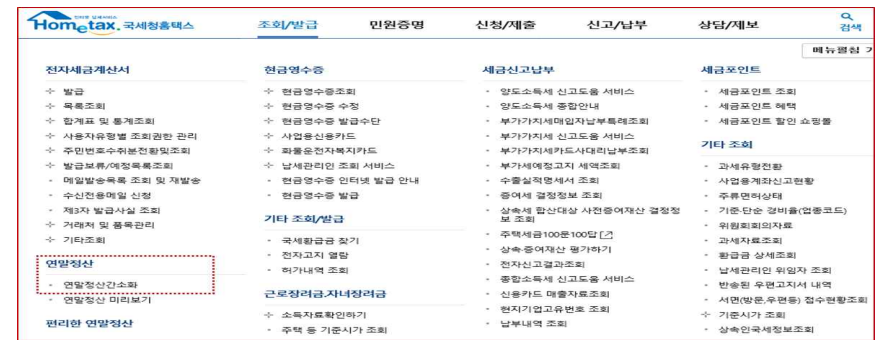 Hometax. 국세청홈택스
조회/발급
민원증명
신청/제출
신고/납부
상담/제보
검색
메뉴펼침
전자세금계산서
발급
목록조회
합계표 및 통계조회
사용자유형별 조회권한 관리
주민번호수취분전환및조회
발급보류/예정목록조회
메일발송목록 조회 및 재발송
수신전용메일 신청
제3자 발급사실 조회
거래처 및 품목관리
기타조회
연말정산
연말정산간소화
연말정산 미리보기
편리한 연말정산
현금영수증
현금영수증조회
현금영수증 수정
현금영수증 발급수단
사업용신용카드
화물운전자복지카드
납세관리인 조회 서비스
현금영수증 인터넷 발급 안내
현금영수증 발급
기타 조회/발급
국세환급금 찾기
전자고지 열람
허가내역 조회
근로장려금.자녀장려금
소득자료확인하기
주택 등 기준시가 조회
세금신고납부
양도소득세 신고도움 서비스
양도소득세 종합안내
부가가치세매입자납부특례조회
부가가치세 신고도움 서비스
부가가치세카드사대리납부조회
부가세예정고지 세액조회
수출실적명세서 조회
증여세 결정정보 조회
상속세 합산대상 사전증여재산 결정정
보 조회
주택세금100문100답
상속·증여재산 평가하기
전자신고결과조회
종합소득세 신고도움 서비스
신용카드 매출자료조회
현지기업고유번호 조회
납부내역 조회
세금포인트
세금포인트 조회
세금포인트 혜택
세금포인트 할인 쇼핑몰
기타 조회
과세유형전환
사업용계좌신고현황
주류면허상태
기준·단순 경비율(업종코드)
위원회회의자료
과세자료조회
환급금 상세조회
납세관리인 위임자 조회
반송된 우편고지서 내역
서면(방문,우편등) 접수현황조회
기준시가 조회
상속인국세정보조회